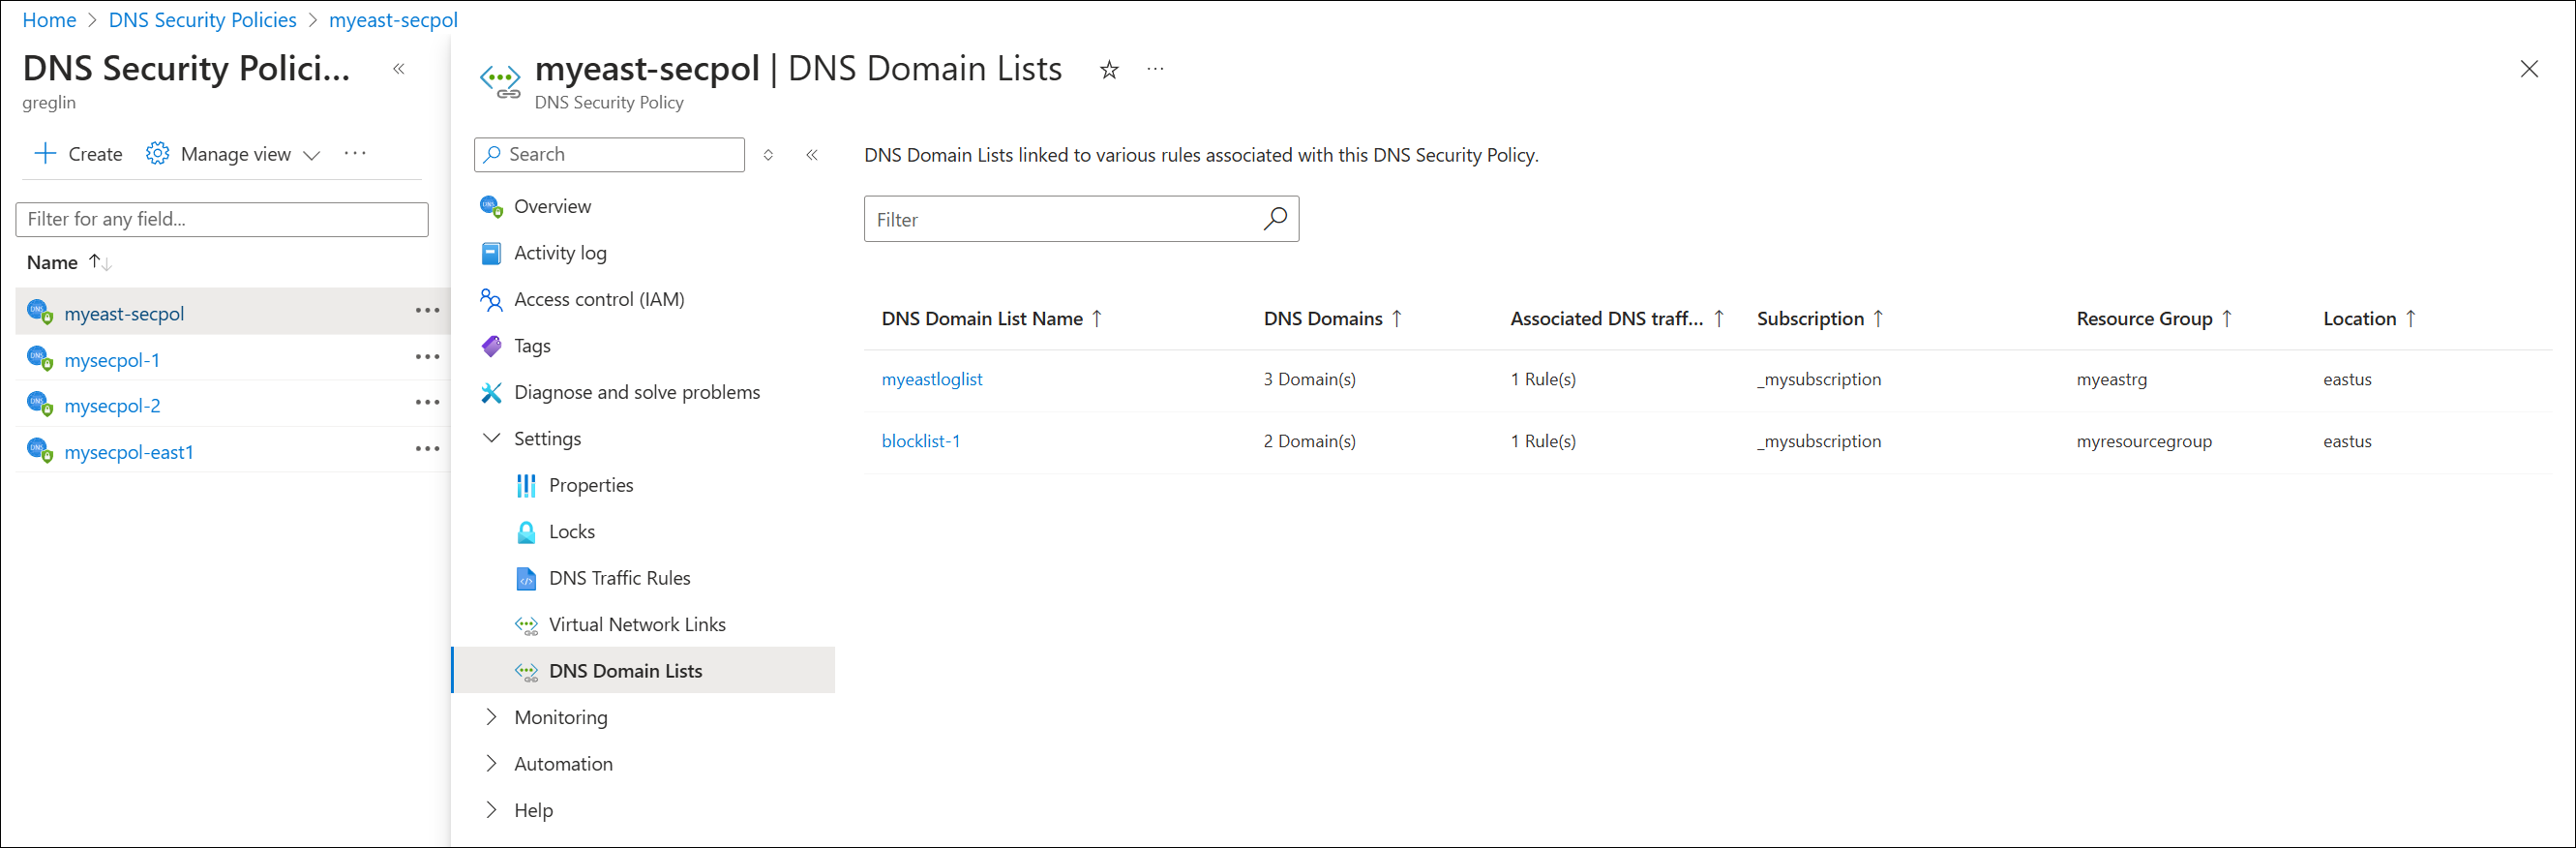 Home > DNS Security Policies > myeast-secpol
DNS Security Polici...
greglin
Create Manage view ...
Filter for any field...
Name
myeast-secpol
mysecpol-1
mysecpol-2
mysecpol-east1
myeast-secpol | DNS Domain Lists
DNS Security Policy
Search
Overview
Activity log
Access control (IAM)
Tags
Diagnose and solve problems
Settings
Properties
Locks
DNS Traffic Rules
Virtual Network Links
DNS Domain Lists
Monitoring
Automation
Help
DNS Domain Lists linked to various rules associated with this DNS Security Policy.
Filter
DNS Domain List Name DNS Domains Associated DNS traff... Subscription Resource Group Location
myeastloglist 3 Domain(s) 1 Rule(s) _mysubscription myeastrg eastus
blocklist-1 2 Domain(s) 1 Rule(s) _mysubscription myresourcegroup eastus